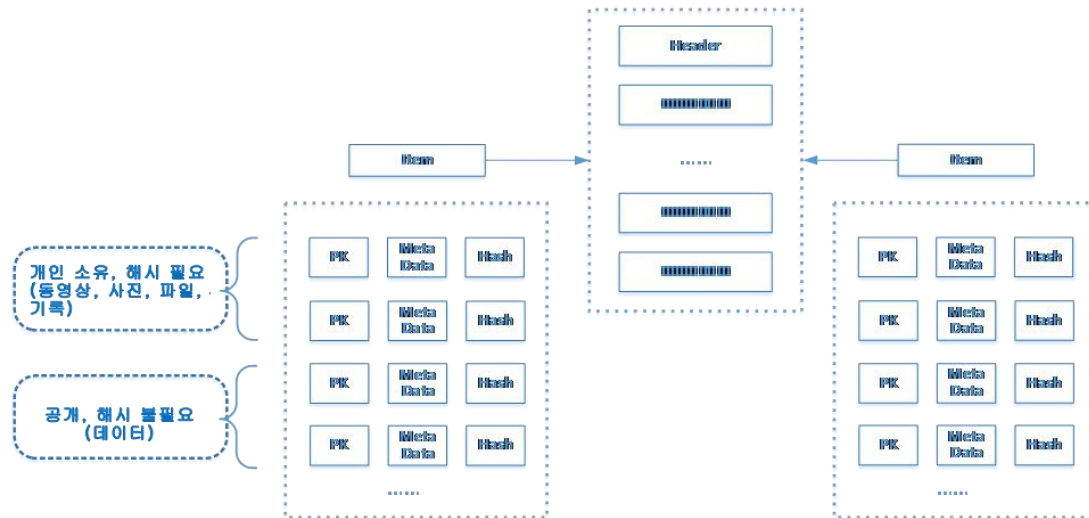 Header
......
Item
Item
PK
Meta
Data
Hash
PK
Meta
Data
Hash
개인 소유, 해시 필요
(동영상, 사진, 파일,
기록)
PK
Meta
Data
Hash
PK
Meta
Data
Hash
PK
Meta
Data
Hash
PK
Meta
Data
Hash
공개, 해시 불필요
(데이터)
PK
Meta
Data
Hash
PK
Meta
Data
Hash
......
......